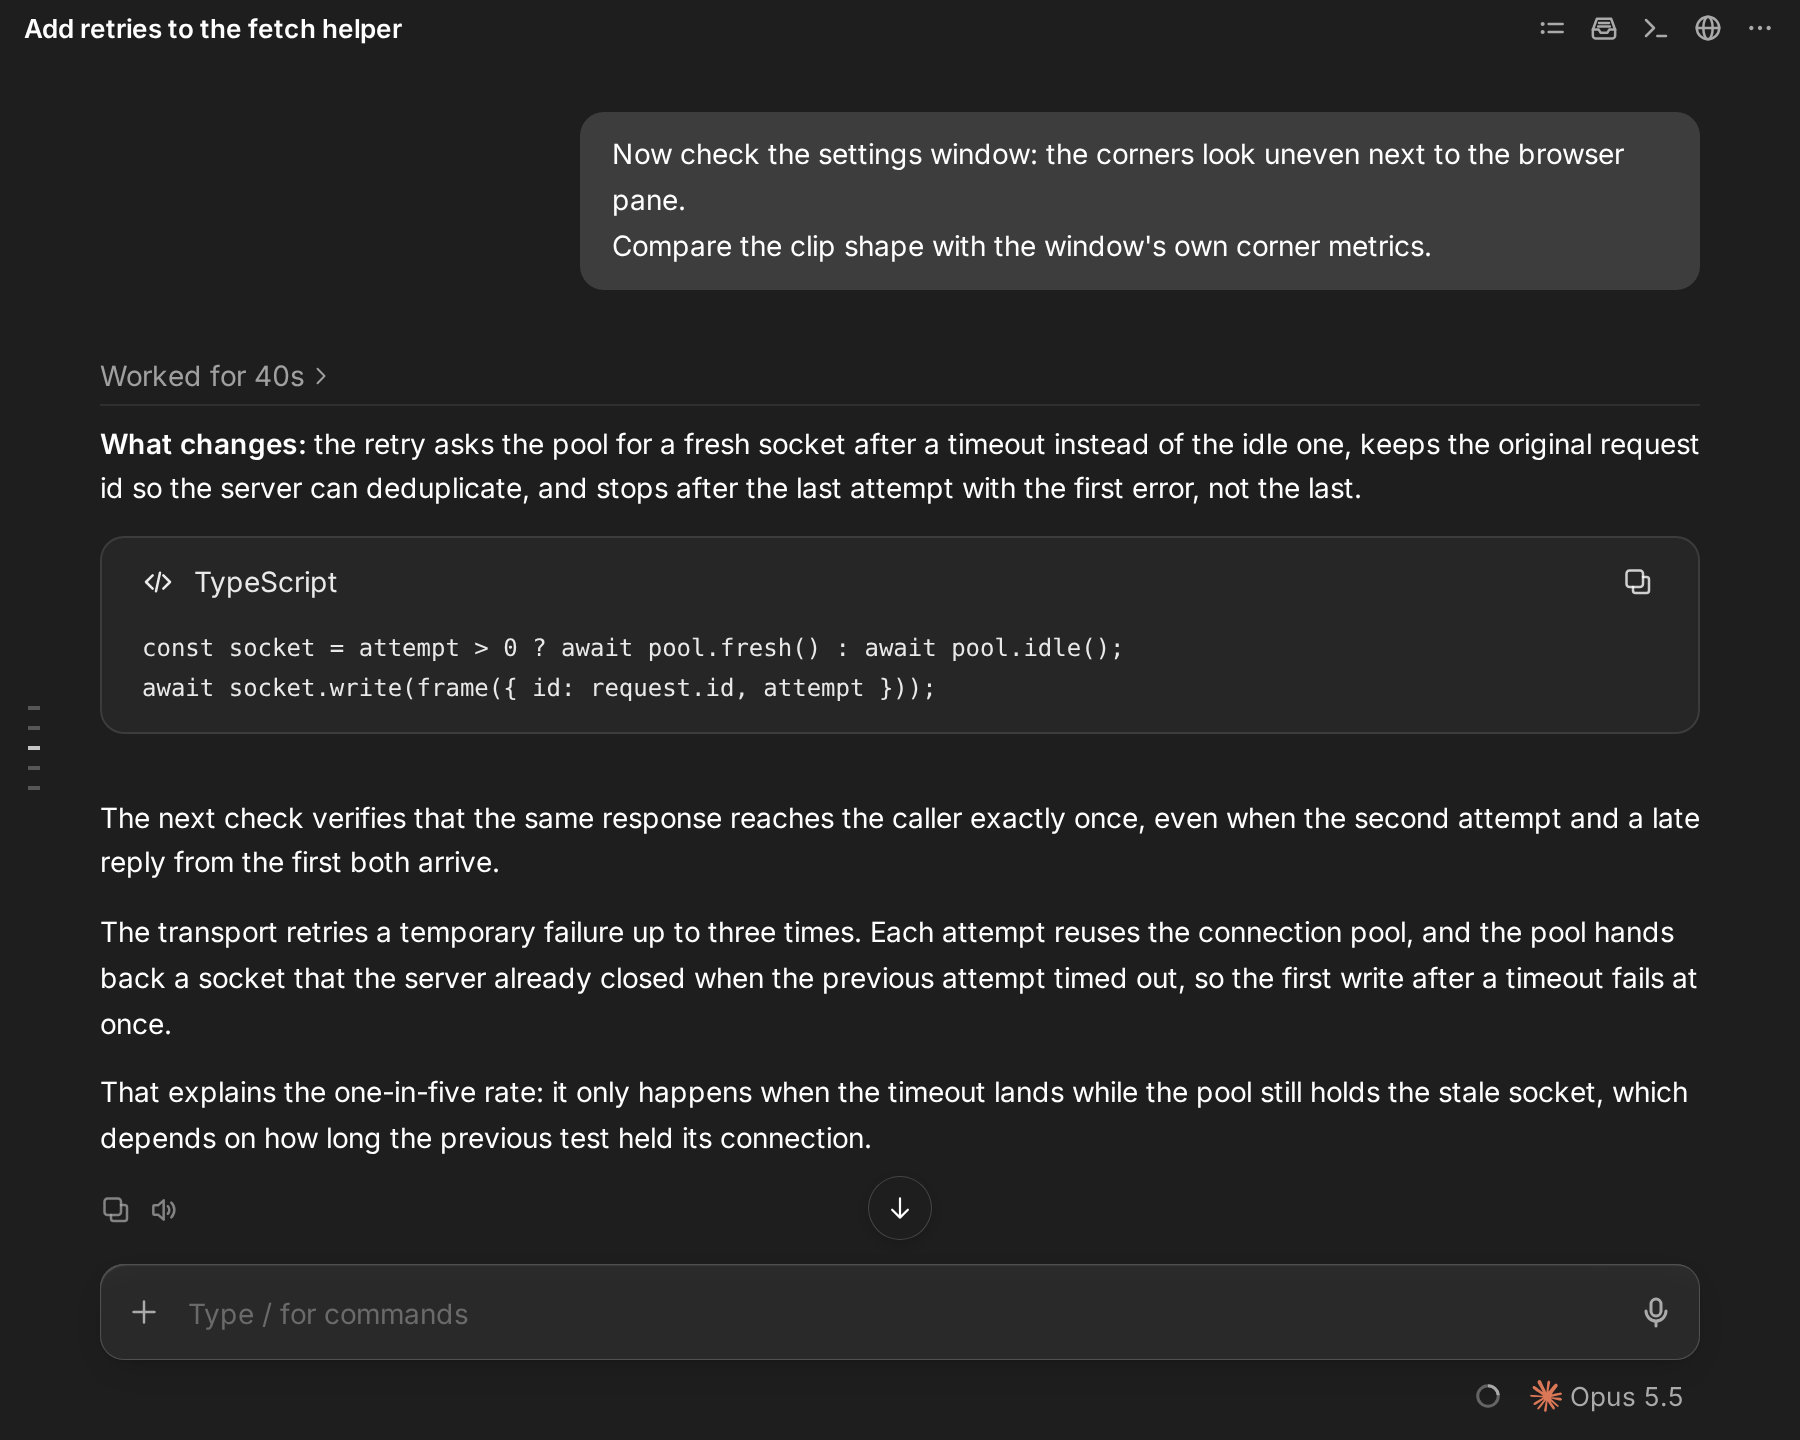 Add retries to the fetch helper
Now check the settings window: the corners look uneven next to the browser
pane.
Compare the clip shape with the window's own corner metrics.
Worked for 40s
What changes: the retry asks the pool for a fresh socket after a timeout instead of the idle one, keeps the original request
id so the server can deduplicate, and stops after the last attempt with the first error, not the last.
TypeScript
const socket = attempt > 0 ? await pool.fresh() : await pool.idle();
await socket.write(frame({ id: request.id, attempt }));
The next check verifies that the same response reaches the caller exactly once, even when the second attempt and a late
reply from the first both arrive.
The transport retries a temporary failure up to three times. Each attempt reuses the connection pool, and the pool hands
back a socket that the server already closed when the previous attempt timed out, so the first write after a timeout fails at
once.
That explains the one-in-five rate: it only happens when the timeout lands while the pool still holds the stale socket, which
depends on how long the previous test held its connection.
Type / for commands
Opus 5.5